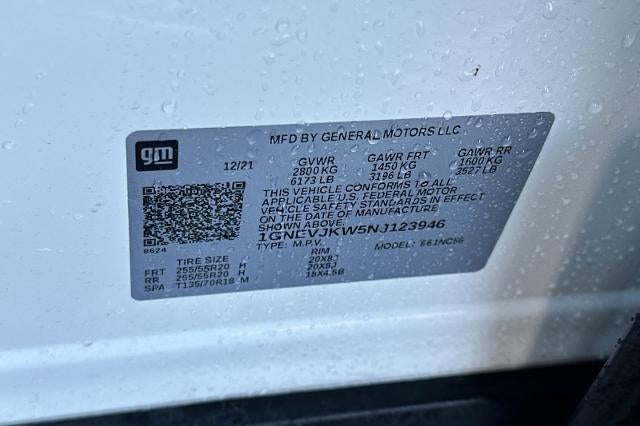 MFD BY GENERAL MOTORS LLC
gm
12/21 GVWR GAWR FRT GAWR RR
2800 KG 1450 KG 1600 KG
6173 LB 3196 LB 3527 LB
THIS VEHICLE CONFORMS TO ALL
APPLICABLE U.S. FEDERAL MOTOR
VEHICLE SAFETY STANDARDS IN EFFECT
ON THE DATE OF MANUFACTURE
SHOWN ABOVE.
1GNEVJKW5NJ123946
8624
TYPE: M.P.V. MODEL:
TIRE SIZE RIM
FRT 255/55R20 H 20X8J
RR 255/55R20 H 20X8J
SPA T135/70R18 M 18X4.5B